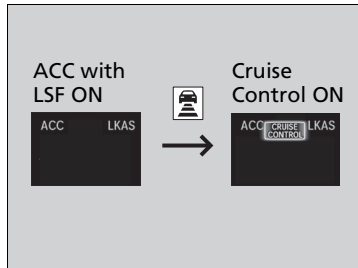 ACC with
LSF ON
Cruise
Control ON
ACC LKAS
ACC CRUISE CONTROL LKAS